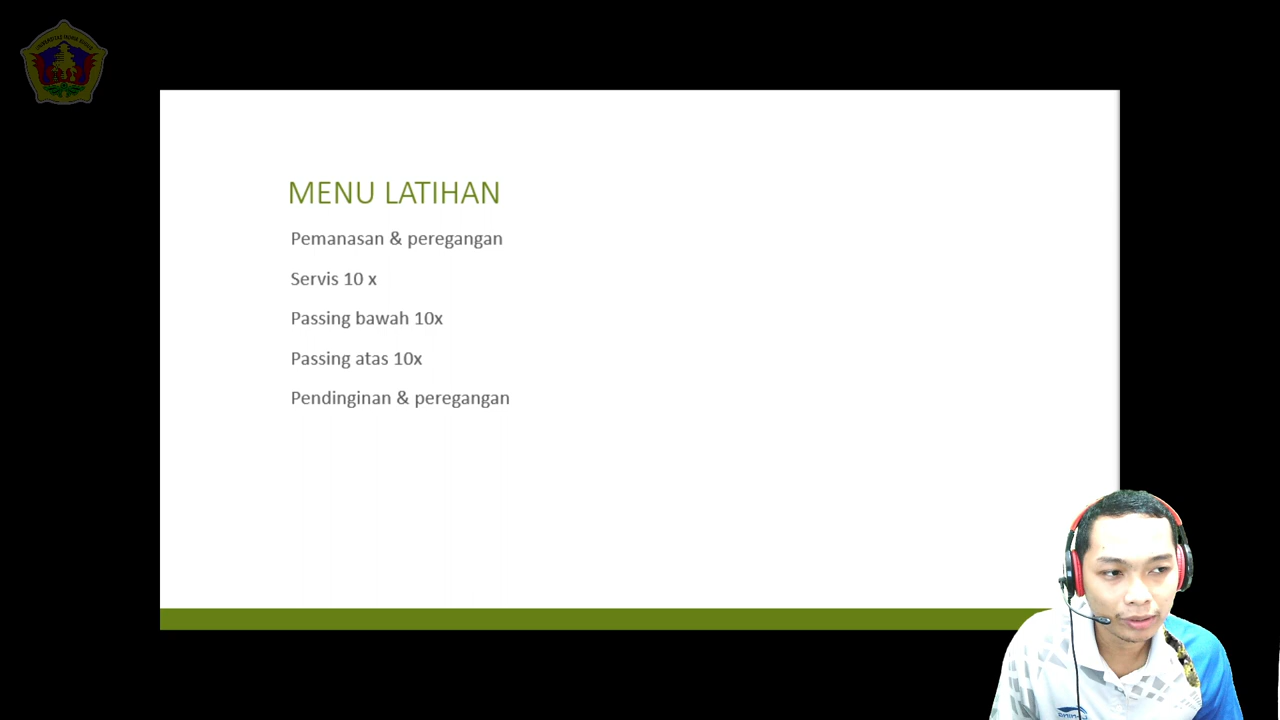 MENU LATIHAN
Pemanasan & peregangan
Servis 10 x
Passing bawah 10x
Passing atas 10x
Pendinginan & peregangan